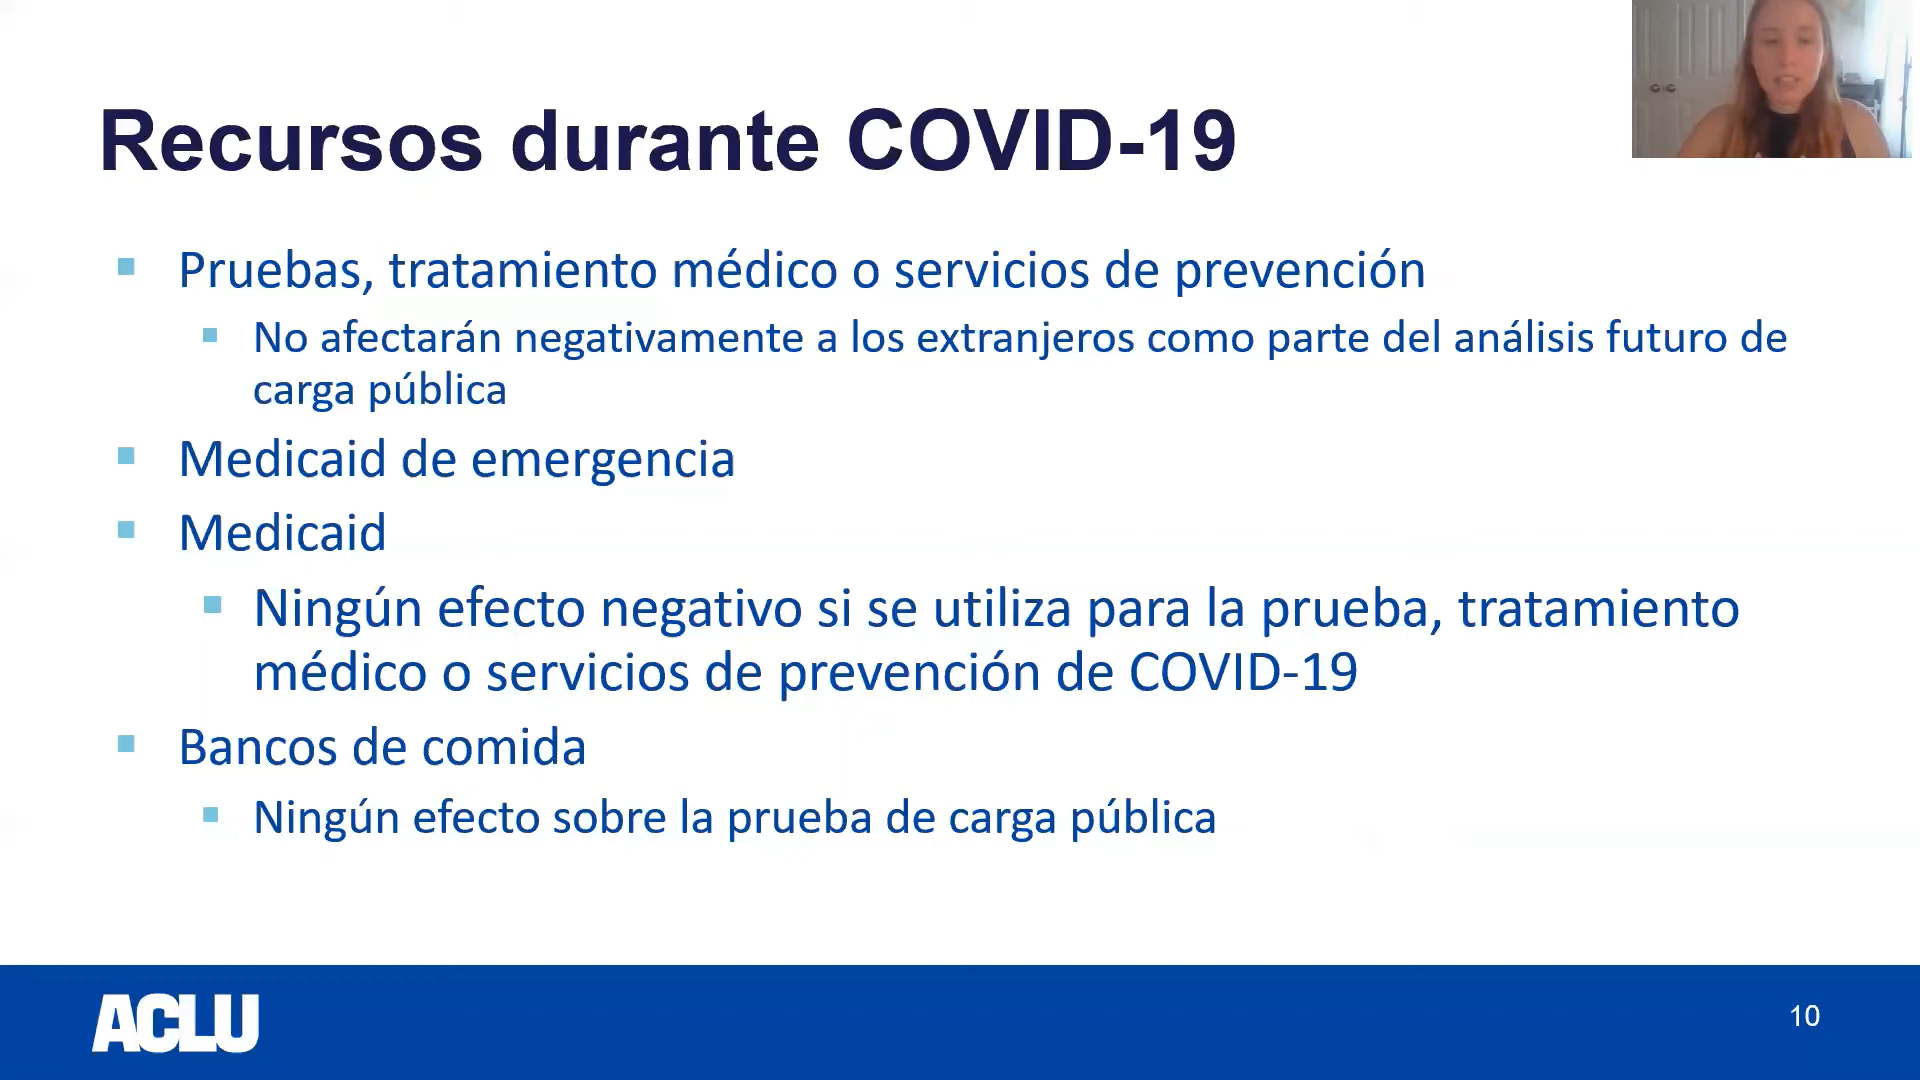 Recursos durante COVID-19
Pruebas, tratamiento médico o servicios de prevención
No afectarán negativamente a los extranjeros como parte del análisis futuro de
carga pública
Medicaid de emergencia
Medicaid
Ningún efecto negativo si se utiliza para la prueba, tratamiento
médico o servicios de prevención de COVID-19
Bancos de comida
Ningún efecto sobre la prueba de carga pública
ACLU
10